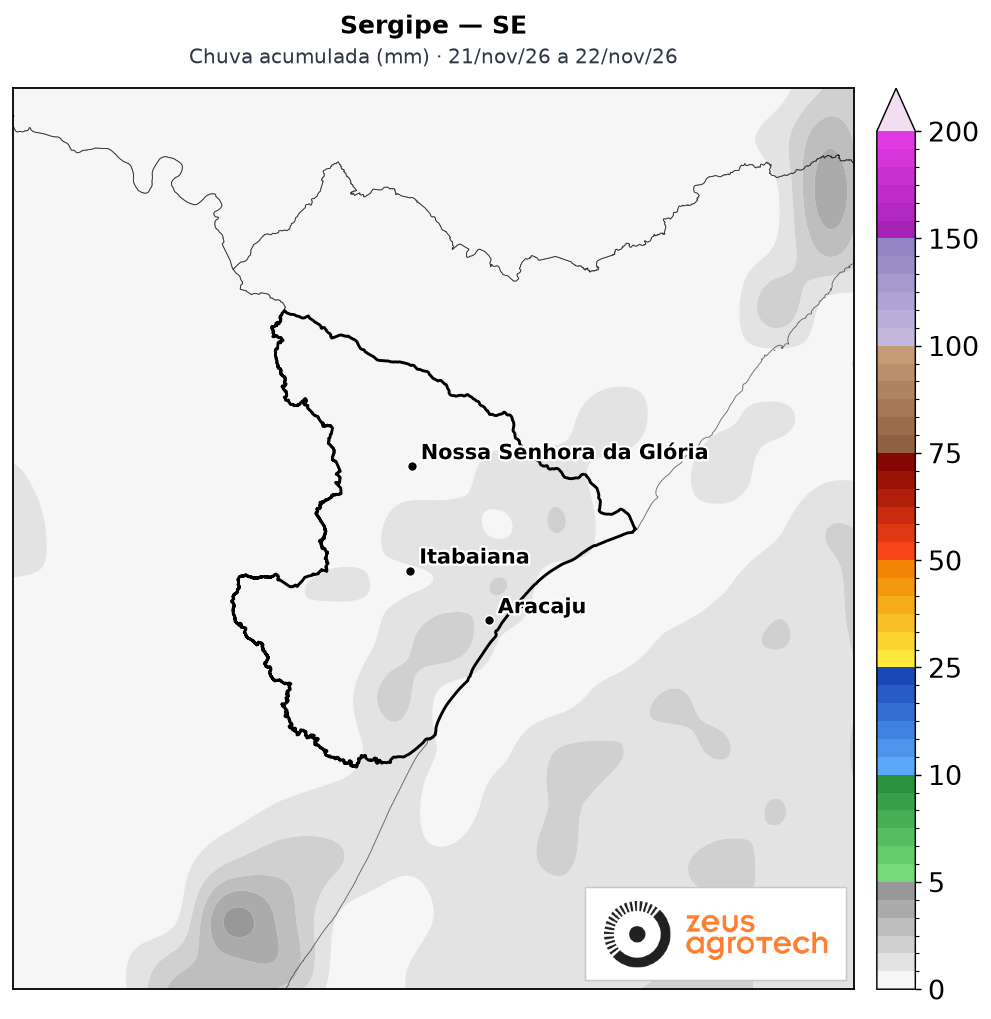 Sergipe — SE
Chuva acumulada (mm) · 21/nov/26 a 22/nov/26
200
150
100
75
50
25
10
5
0
Nossa Senhora da Glória
Itabaiana
Aracaju
zeus
agrotech